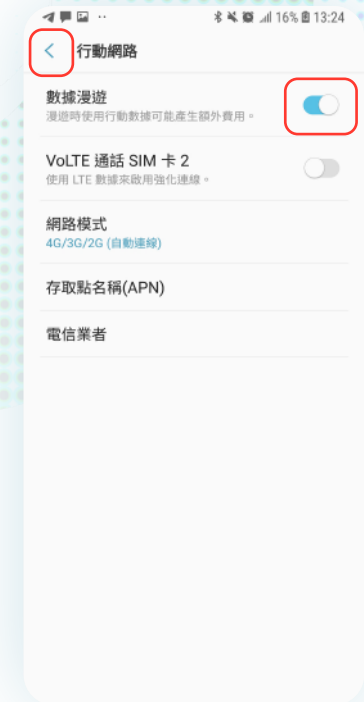 16% 13:24
行動網路
數據漫遊
漫遊時使用行動數據可能產生額外費用。
VoLTE 通話 SIM 卡 2
使用 LTE 數據來啟用強化連線。
網路模式
4G/3G/2G (自動連線)
存取點名稱(APN)
電信業者